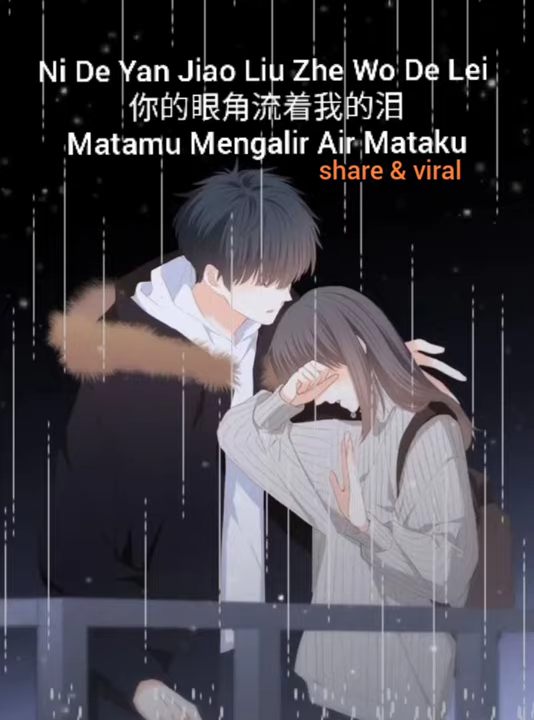 Ni De Yan Jiao Liu Zhe Wo De Lei
你的眼角流着我的泪
Matamu Mengalir Air Mataku
share & viral